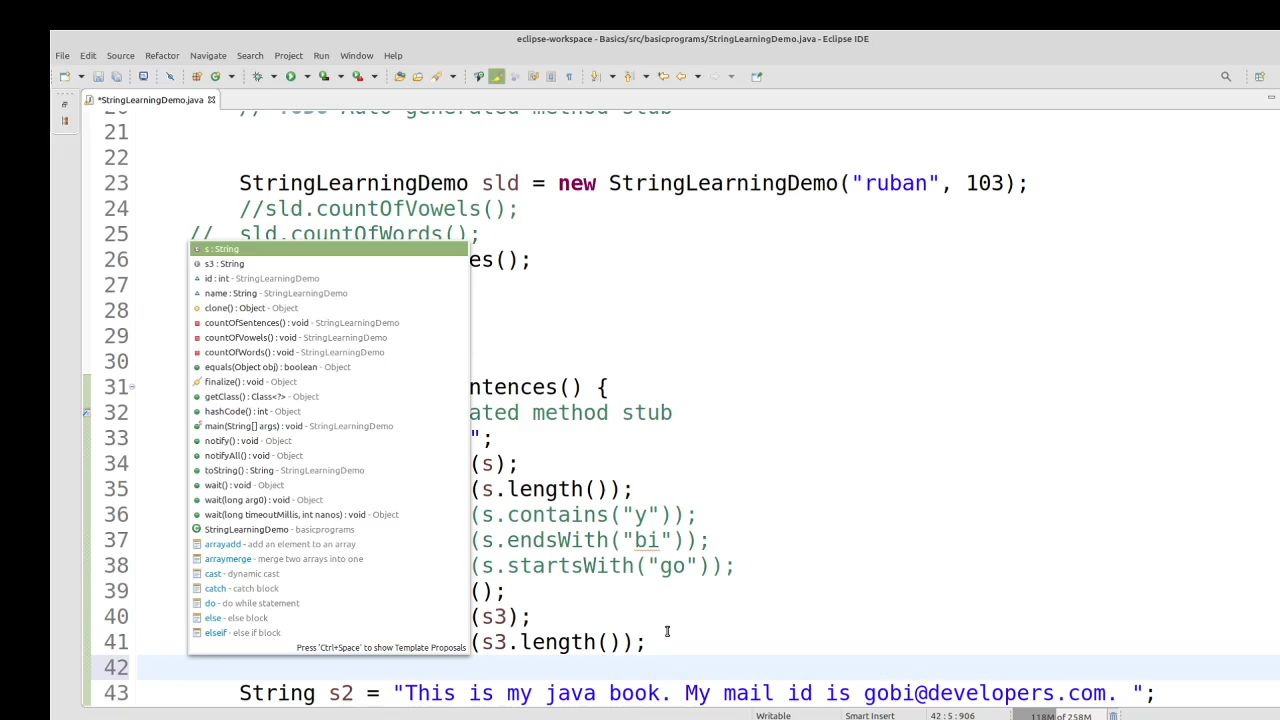 eclipse-workspace - Basics/src/basicprograms/StringLearningDemo.java - Eclipse IDE
File Edit Source Refactor Navigate Search Project Run Window Help
*StringLearningDemo.java
20 // TODO Auto-generated method stub
21
22
23 StringLearningDemo sld = new StringLearningDemo("ruban", 103);
24 //sld.countOfVowels();
25 // sld.countOfWords();
26 es();
27
28
29
30
31 ntences() {
32 ated method stub
33 ";
34 (s);
35 (s.length());
36 (s.contains("y"));
37 (s.endsWith("bi"));
38 (s.startsWith("go"));
39 ();
40 (s3);
41 (s3.length());
42
43 String s2 = "This is my java book. My mail id is gobi@developers.com. ";
s : String
s3 : String
id : int - StringLearningDemo
name : String - StringLearningDemo
clone() : Object - Object
countOfSentences() : void - StringLearningDemo
countOfVowels() : void - StringLearningDemo
countOfWords() : void - StringLearningDemo
equals(Object obj) : boolean - Object
finalize() : void - Object
getClass() : Class<?> - Object
hashCode() : int - Object
main(String[] args) : void - StringLearningDemo
notify() : void - Object
notifyAll() : void - Object
toString() : String - StringLearningDemo
wait() : void - Object
wait(long arg0) : void - Object
wait(long timeoutMillis, int nanos) : void - Object
StringLearningDemo - basicprograms
arrayadd - add an element to an array
arraymerge - merge two arrays into one
cast - dynamic cast
catch - catch block
do - do while statement
else - else block
elseif - else if block
Press 'Ctrl+Space' to show Template Proposals
Writable Smart Insert 42 : 5 : 906 118M of 258M